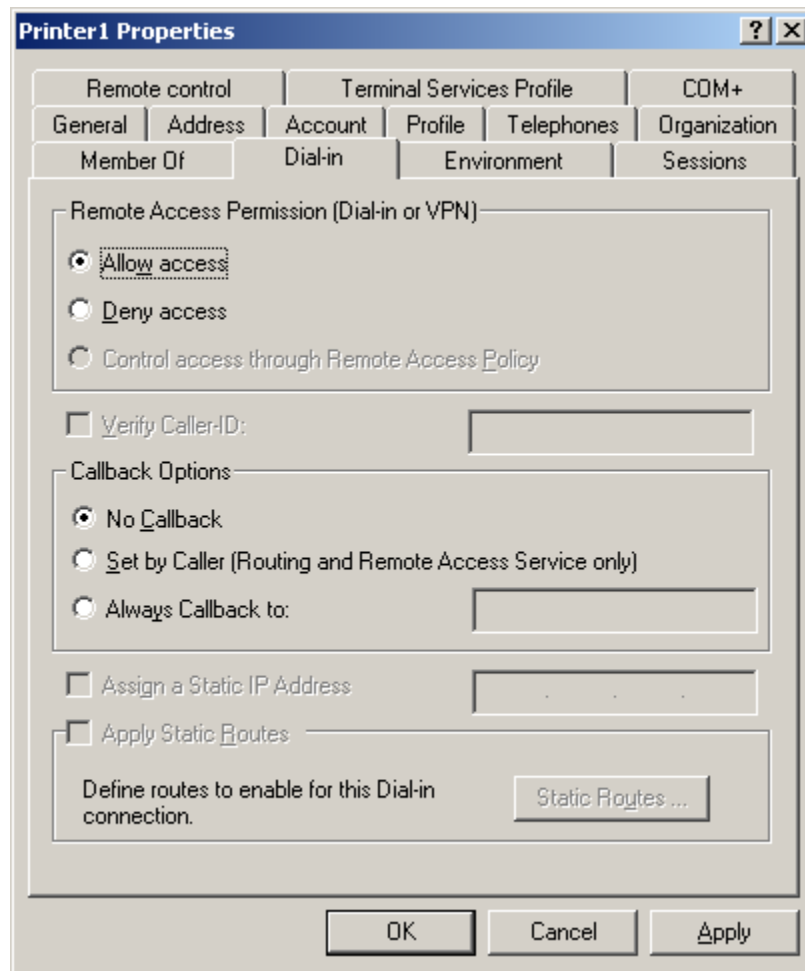 Printer1 Properties
Remote control Terminal Services Profile COM+
General Address Account Profile Telephones Organization
Member Of Dial-in Environment Sessions
Remote Access Permission (Dial-in or VPN)
Allow access
Deny access
Control access through Remote Access Policy
Verify Caller-ID:
Callback Options
No Callback
Set by Caller (Routing and Remote Access Service only)
Always Callback to:
Assign a Static IP Address
Apply Static Routes
Define routes to enable for this Dial-in
connection.
Static Routes ...
OK Cancel Apply